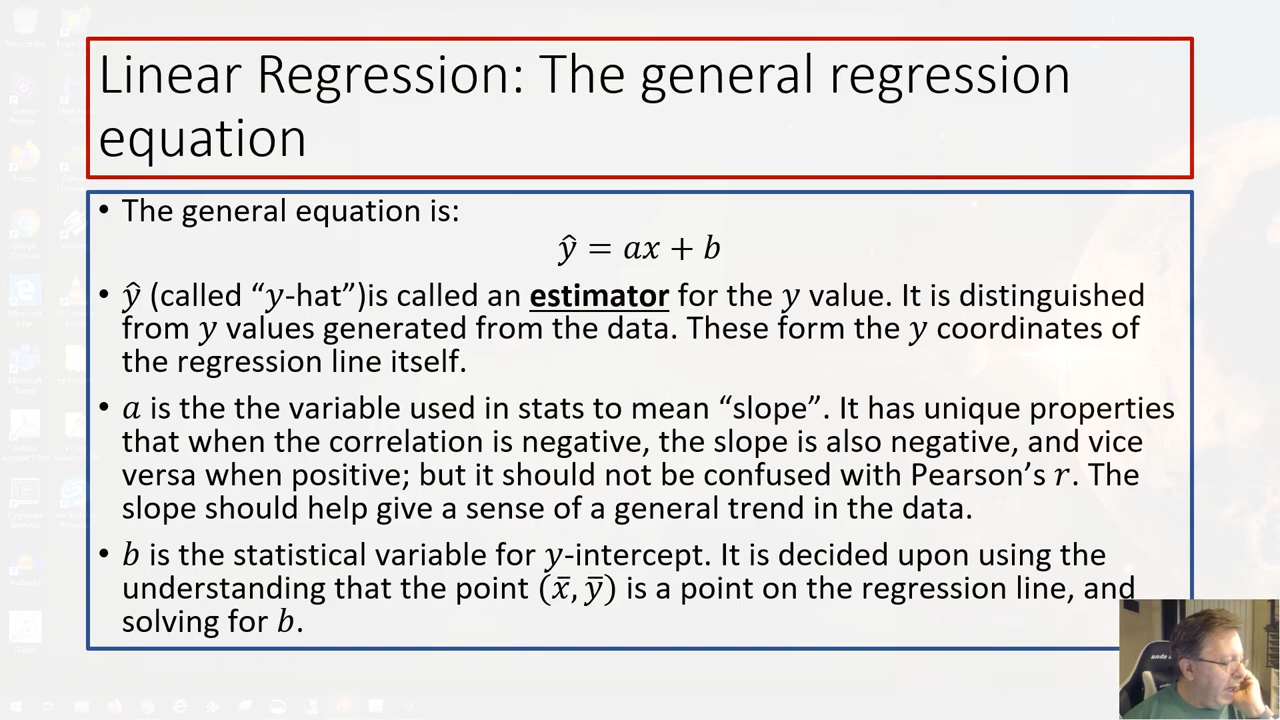 Linear Regression: The general regression
equation
• The general equation is:
ŷ = ax + b
• ŷ (called “y-hat”)is called an estimator for the y value. It is distinguished
from y values generated from the data. These form the y coordinates of
the regression line itself.
• a is the the variable used in stats to mean “slope”. It has unique properties
that when the correlation is negative, the slope is also negative, and vice
versa when positive; but it should not be confused with Pearson’s r. The
slope should help give a sense of a general trend in the data.
• b is the statistical variable for y-intercept. It is decided upon using the
understanding that the point (x̄, ȳ) is a point on the regression line, and
solving for b.